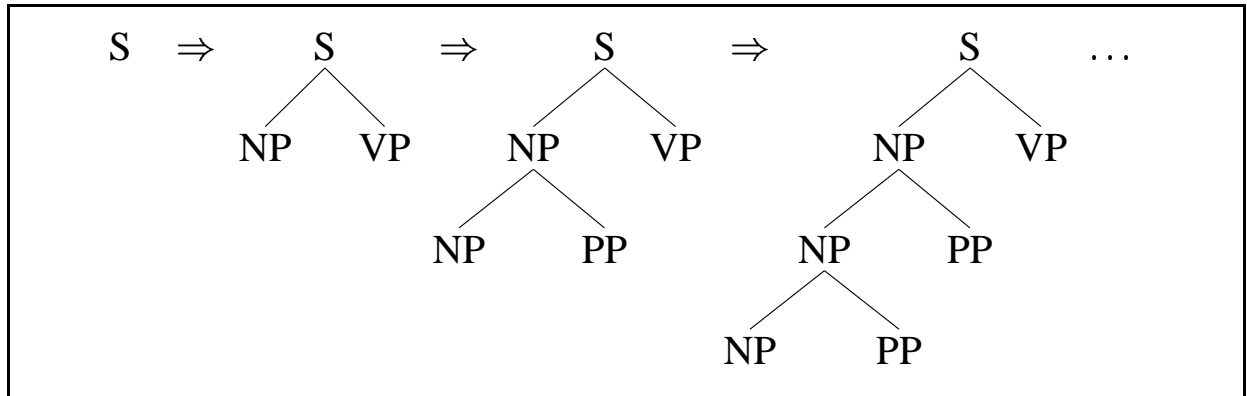 S ⇒ S ⇒ S ⇒ S ...
NP VP NP VP NP VP
NP PP NP PP
NP PP